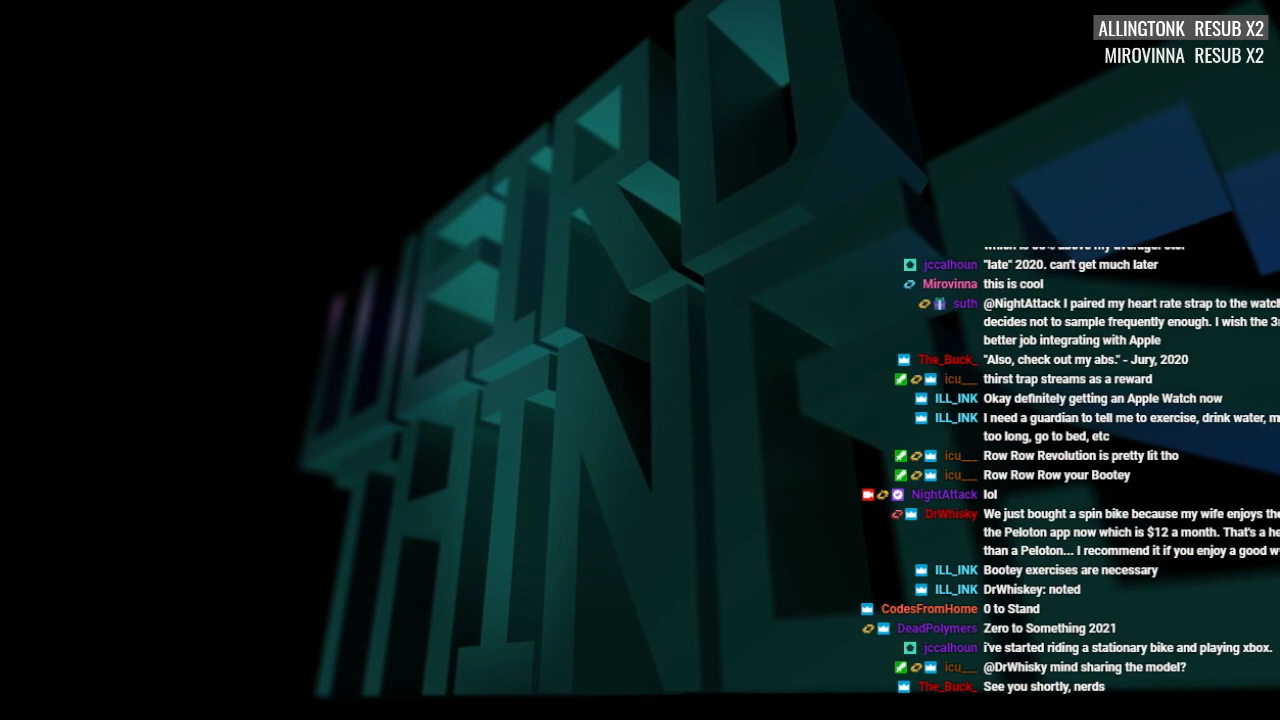 ALLINGTONK RESUB X2
MIROVINNA RESUB X2
jccalhoun "late" 2020. can't get much later
Mirovinna this is cool
suth @NightAttack I paired my heart rate strap to the watch
decides not to sample frequently enough. I wish the
better job integrating with Apple
The_Buck_ "Also, check out my abs." - Jury, 2020
icu___ thirst trap streams as a reward
ILL_INK Okay definitely getting an Apple Watch now
ILL_INK I need a guardian to tell me to exercise, drink water,
too long, go to bed, etc
icu___ Row Row Revolution is pretty lit tho
icu___ Row Row Row your Bootey
NightAttack lol
DrWhisky We just bought a spin bike because my wife enjoys the
the Peloton app now which is $12 a month. That's a
than a Peloton... I recommend it if you enjoy a good
ILL_INK Bootey exercises are necessary
ILL_INK DrWhiskey: noted
CodesFromHome 0 to Stand
DeadPolymers Zero to Something 2021
jccalhoun i've started riding a stationary bike and playing xbox.
icu___ @DrWhisky mind sharing the model?
The_Buck_ See you shortly, nerds